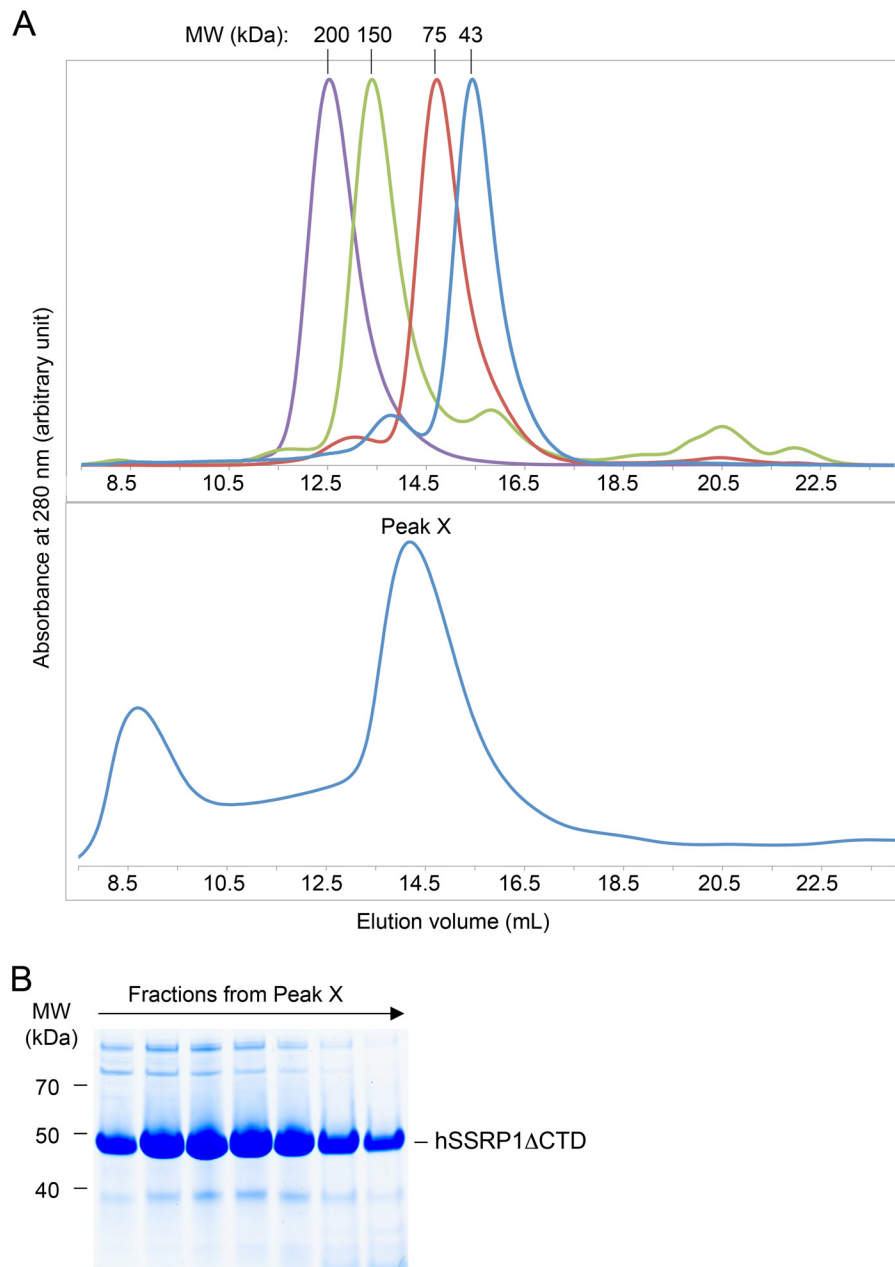 A
MW (kDa): 200 150 75 43
Absorbance at 280 nm (arbitrary unit)
8.5 10.5 12.5 14.5 16.5 18.5 20.5 22.5
Peak X
8.5 10.5 12.5 14.5 16.5 18.5 20.5 22.5
Elution volume (mL)
B
Fractions from Peak X
MW
(kDa)
70
50
hSSRP1ΔCTD
40